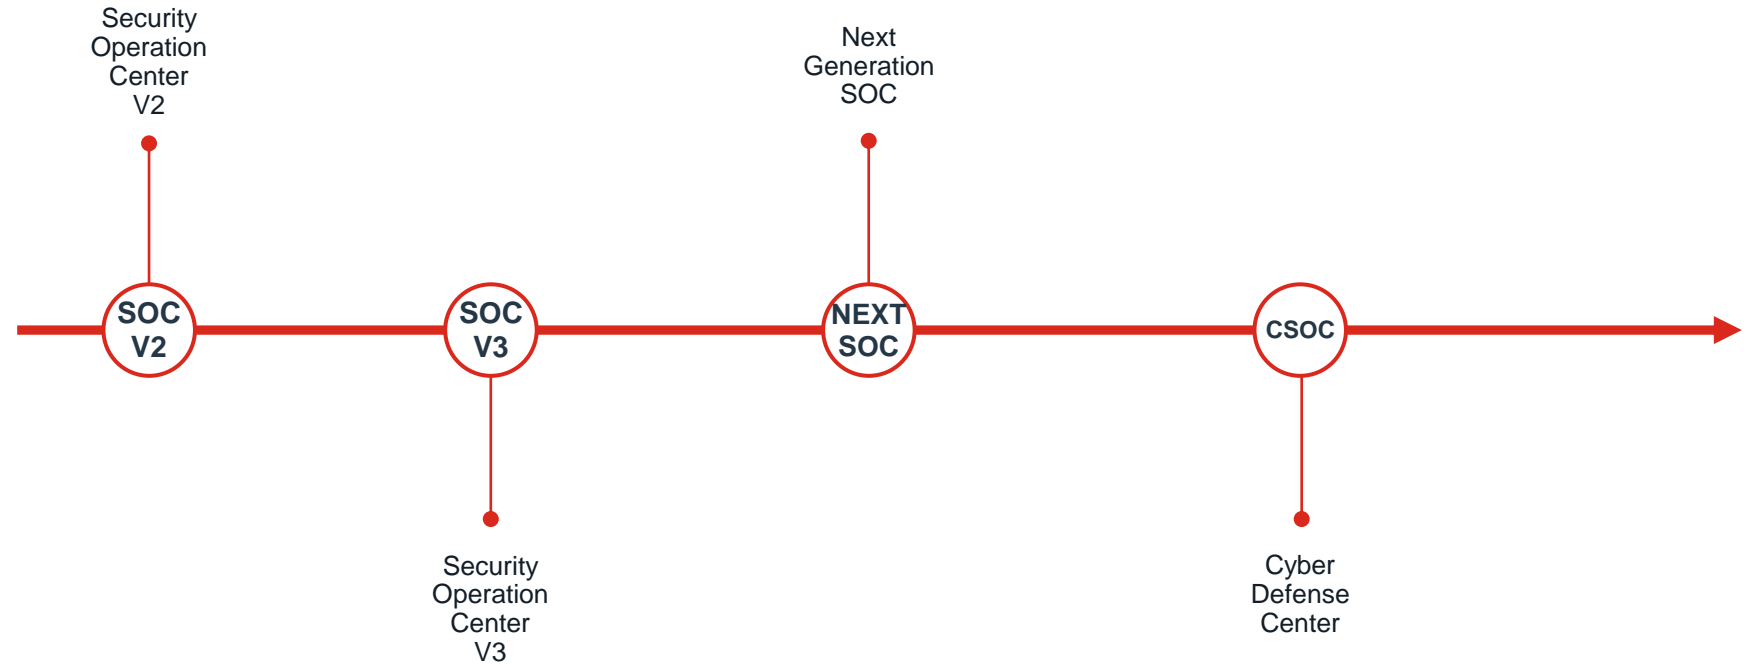 Security
Operation
Center
V2
Next
Generation
SOC
SOC
V2
SOC
V3
NEXT
SOC
CSOC
Security
Operation
Center
V3
Cyber
Defense
Center